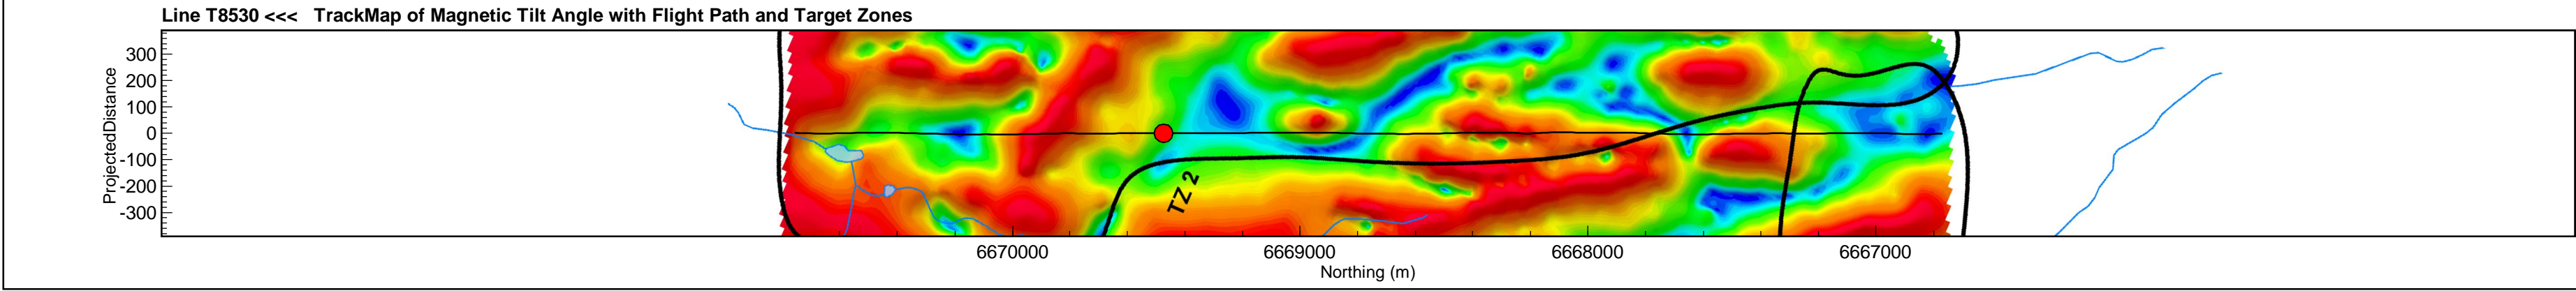 Line T8530 <<<   TrackMap of Magnetic Tilt Angle with Flight Path and Target Zones
ProjectedDistance
300
200
100
0
-100
-200
-300
TZ 2
6670000 6669000 6668000 6667000
Northing (m)